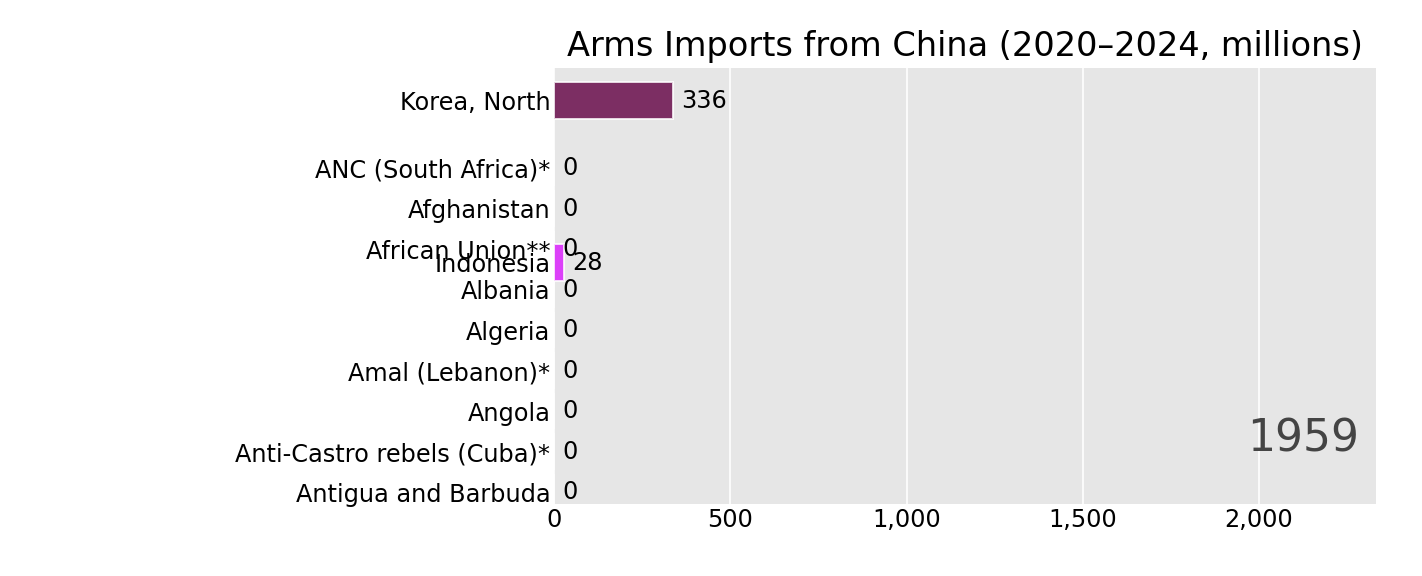 Arms Imports from China (2020–2024, millions)
Korea, North 336
ANC (South Africa)* 0
Afghanistan 0
African Union** 0
Indonesia 28
Albania 0
Algeria 0
Amal (Lebanon)* 0
Angola 0
1959
Anti-Castro rebels (Cuba)* 0
Antigua and Barbuda 0
0 500 1,000 1,500 2,000